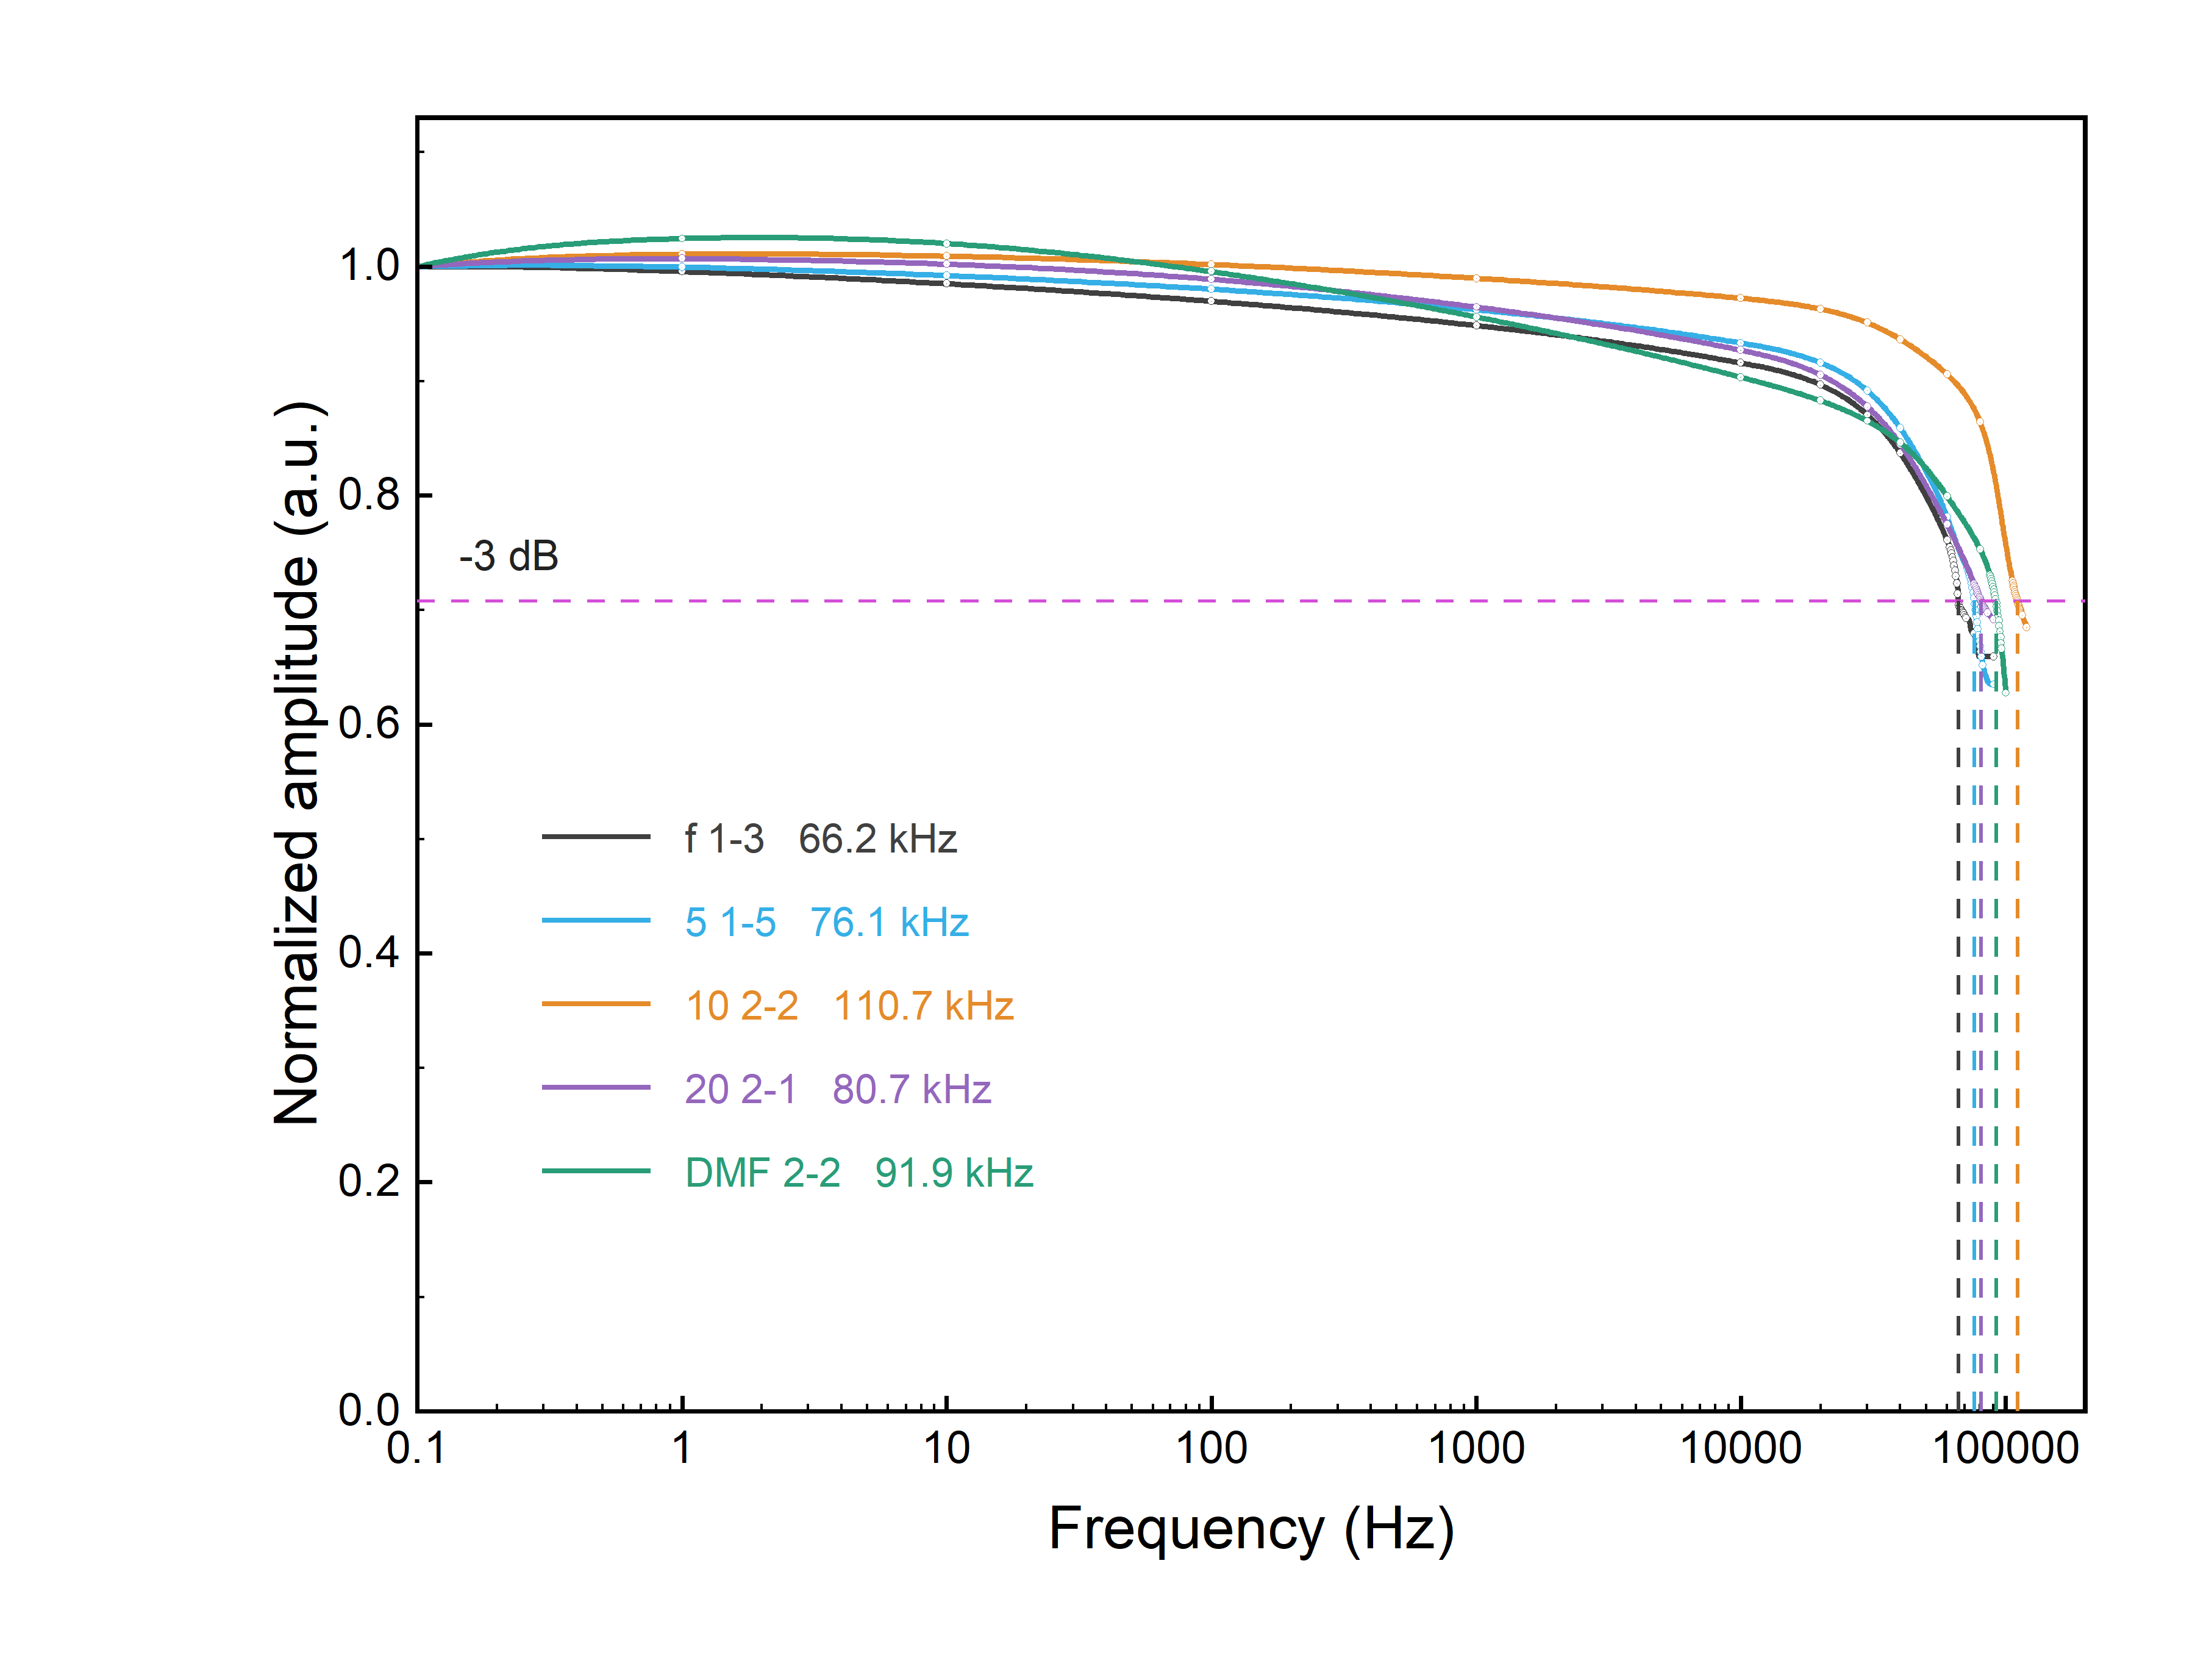 Normalized amplitude (a.u.)
1.0
0.8
0.6
0.4
0.2
0.0
-3 dB
f 1-3 66.2 kHz
5 1-5 76.1 kHz
10 2-2 110.7 kHz
20 2-1 80.7 kHz
DMF 2-2 91.9 kHz
0.1 1 10 100 1000 10000 100000
Frequency (Hz)